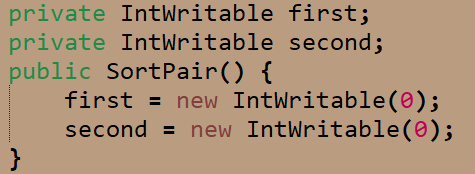 private IntWritable first;
private IntWritable second;
public SortPair() {
    first = new IntWritable(0);
    second = new IntWritable(0);
}